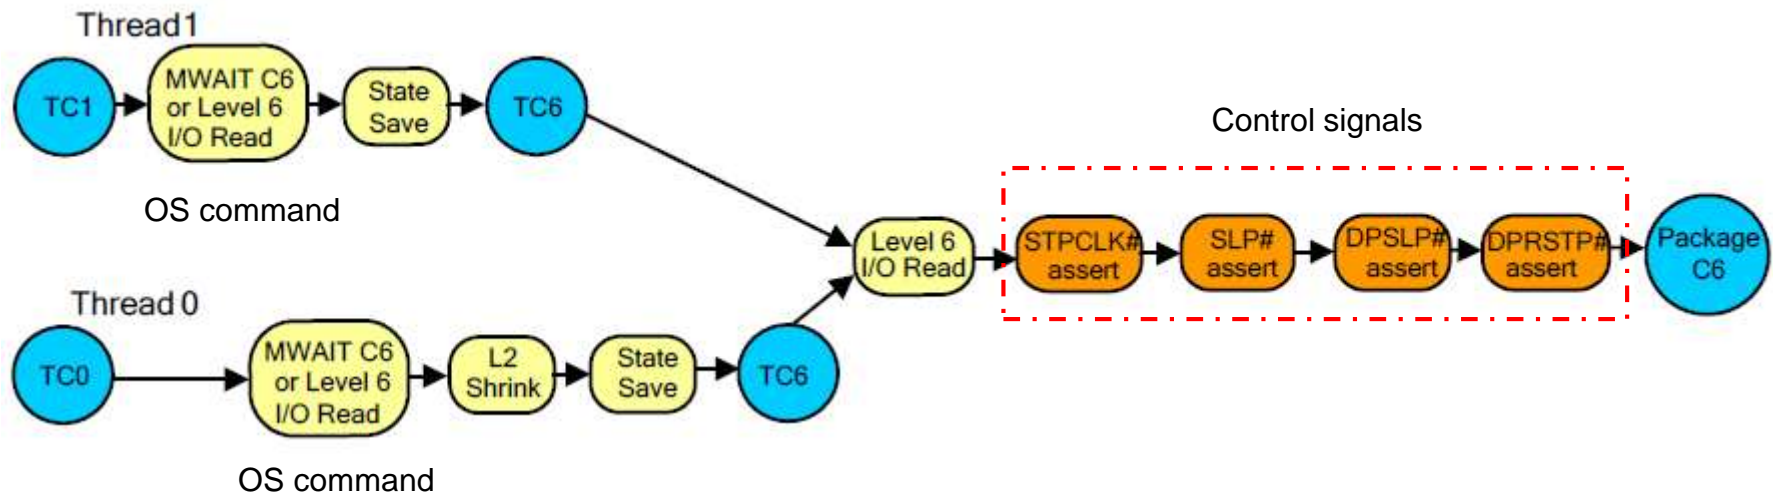 Thread1
TC1
MWAIT C6
or Level 6
I/O Read
State
Save
TC6
OS command
Control signals
Level 6
I/O Read
STPCLK#
assert
SLP#
assert
DPSLP#
assert
DPRSTP#
assert
Package
C6
Thread 0
TC0
MWAIT C6
or Level 6
I/O Read
L2
Shrink
State
Save
TC6
OS command